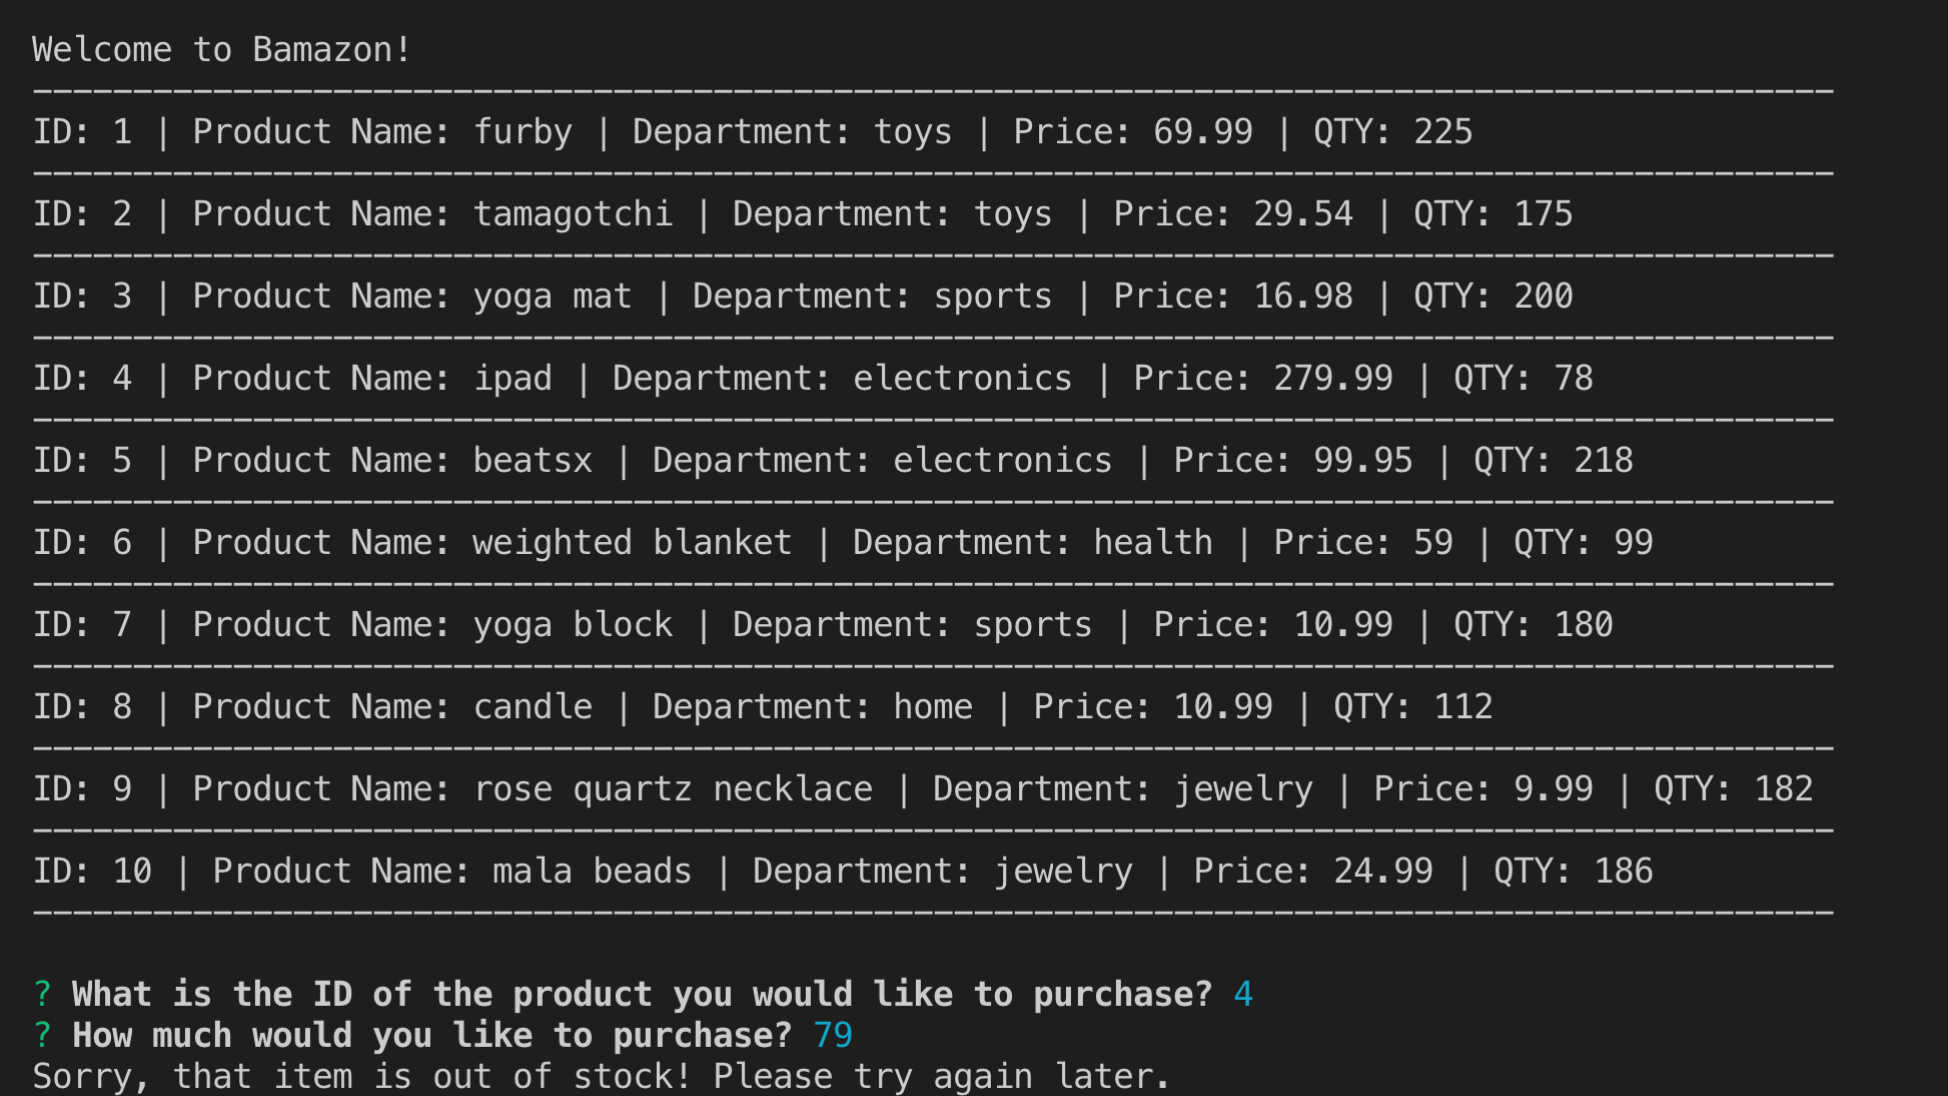 Welcome to Bamazon!
------------------------------------------------------------------------------------------
ID: 1 | Product Name: furby | Department: toys | Price: 69.99 | QTY: 225
------------------------------------------------------------------------------------------
ID: 2 | Product Name: tamagotchi | Department: toys | Price: 29.54 | QTY: 175
------------------------------------------------------------------------------------------
ID: 3 | Product Name: yoga mat | Department: sports | Price: 16.98 | QTY: 200
------------------------------------------------------------------------------------------
ID: 4 | Product Name: ipad | Department: electronics | Price: 279.99 | QTY: 78
------------------------------------------------------------------------------------------
ID: 5 | Product Name: beatsx | Department: electronics | Price: 99.95 | QTY: 218
------------------------------------------------------------------------------------------
ID: 6 | Product Name: weighted blanket | Department: health | Price: 59 | QTY: 99
------------------------------------------------------------------------------------------
ID: 7 | Product Name: yoga block | Department: sports | Price: 10.99 | QTY: 180
------------------------------------------------------------------------------------------
ID: 8 | Product Name: candle | Department: home | Price: 10.99 | QTY: 112
------------------------------------------------------------------------------------------
ID: 9 | Product Name: rose quartz necklace | Department: jewelry | Price: 9.99 | QTY: 182
------------------------------------------------------------------------------------------
ID: 10 | Product Name: mala beads | Department: jewelry | Price: 24.99 | QTY: 186
------------------------------------------------------------------------------------------
? What is the ID of the product you would like to purchase? 4
? How much would you like to purchase? 79
Sorry, that item is out of stock! Please try again later.